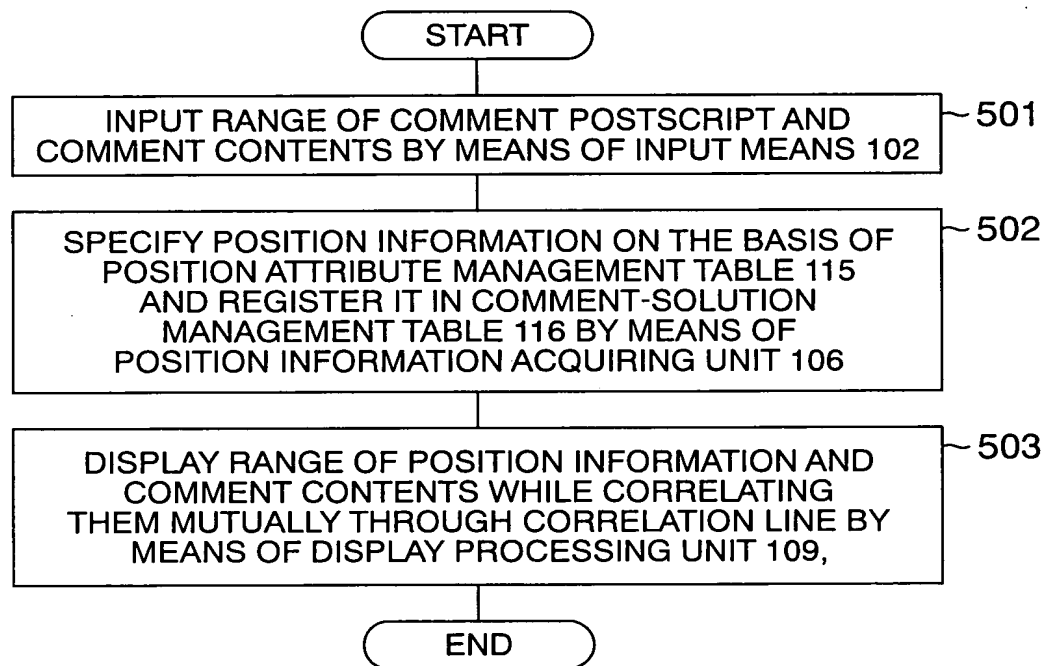 START
INPUT RANGE OF COMMENT POSTSCRIPT AND
COMMENT CONTENTS BY MEANS OF INPUT MEANS 102
501
SPECIFY POSITION INFORMATION ON THE BASIS OF
POSITION ATTRIBUTE MANAGEMENT TABLE 115
AND REGISTER IT IN COMMENT-SOLUTION
MANAGEMENT TABLE 116 BY MEANS OF
POSITION INFORMATION ACQUIRING UNIT 106
502
DISPLAY RANGE OF POSITION INFORMATION AND
COMMENT CONTENTS WHILE CORRELATING
THEM MUTUALLY THROUGH CORRELATION LINE BY
MEANS OF DISPLAY PROCESSING UNIT 109,
503
END